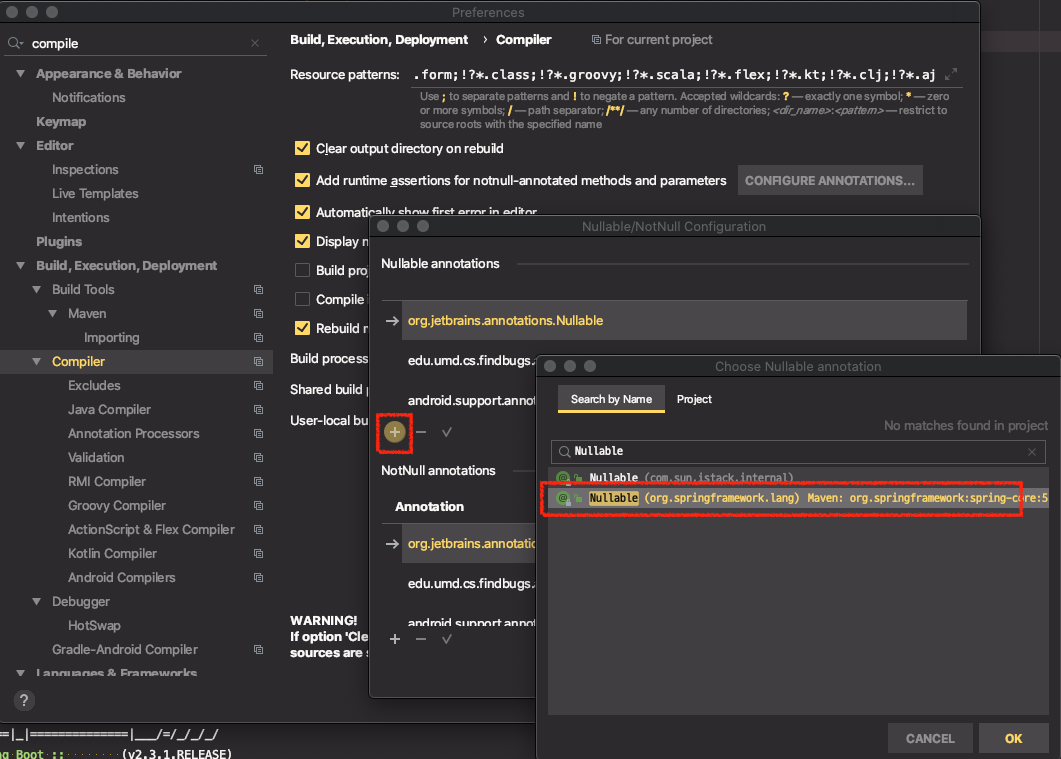 Preferences
compile
Appearance & Behavior
Notifications
Keymap
Editor
Inspections
Live Templates
Intentions
Plugins
Build, Execution, Deployment
Build Tools
Maven
Importing
Compiler
Excludes
Java Compiler
Annotation Processors
Validation
RMI Compiler
Groovy Compiler
ActionScript & Flex Compiler
Kotlin Compiler
Android Compilers
Debugger
HotSwap
Gradle-Android Compiler
Languages & Frameworks
?
Build, Execution, Deployment › Compiler For current project
Resource patterns: .form;!?*.class;!?*.groovy;!?*.scala;!?*.flex;!?*.kt;!?*.clj;!?*.aj
Use ; to separate patterns and ! to negate a pattern. Accepted wildcards: ? — exactly one symbol; * — zero
or more symbols; / — path separator; /**/ — any number of directories; <dir_name>:<pattern> — restrict to
source roots with the specified name
Clear output directory on rebuild
Add runtime assertions for notnull-annotated methods and parameters CONFIGURE ANNOTATIONS...
Automatically show first error in editor
Display n
Build proj
Compile i
Rebuild m
Build process
Shared build p
User-local bu
WARNING!
If option 'Cle
sources are s
Nullable/NotNull Configuration
Nullable annotations
org.jetbrains.annotations.Nullable
edu.umd.cs.findbugs.
android.support.annot
+ −
NotNull annotations
Annotation
org.jetbrains.annotatio
edu.umd.cs.findbugs.
android.support.annot
+ −
Choose Nullable annotation
Search by Name Project
No matches found in project
Nullable
Nullable (com.sun.istack.internal)
Nullable (org.springframework.lang) Maven: org.springframework:spring-core:5
CANCEL OK
==|_|==============|___/=/_/_/_/
ng Boot :: (v2.3.1.RELEASE)